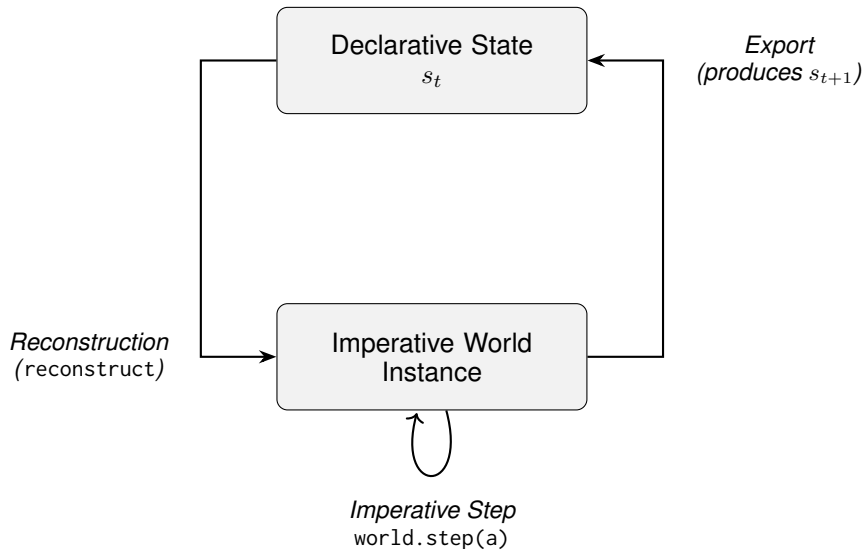 Declarative State
s_t
Export
(produces s_{t+1})
Reconstruction
(reconstruct)
Imperative World
Instance
Imperative Step
world.step(a)